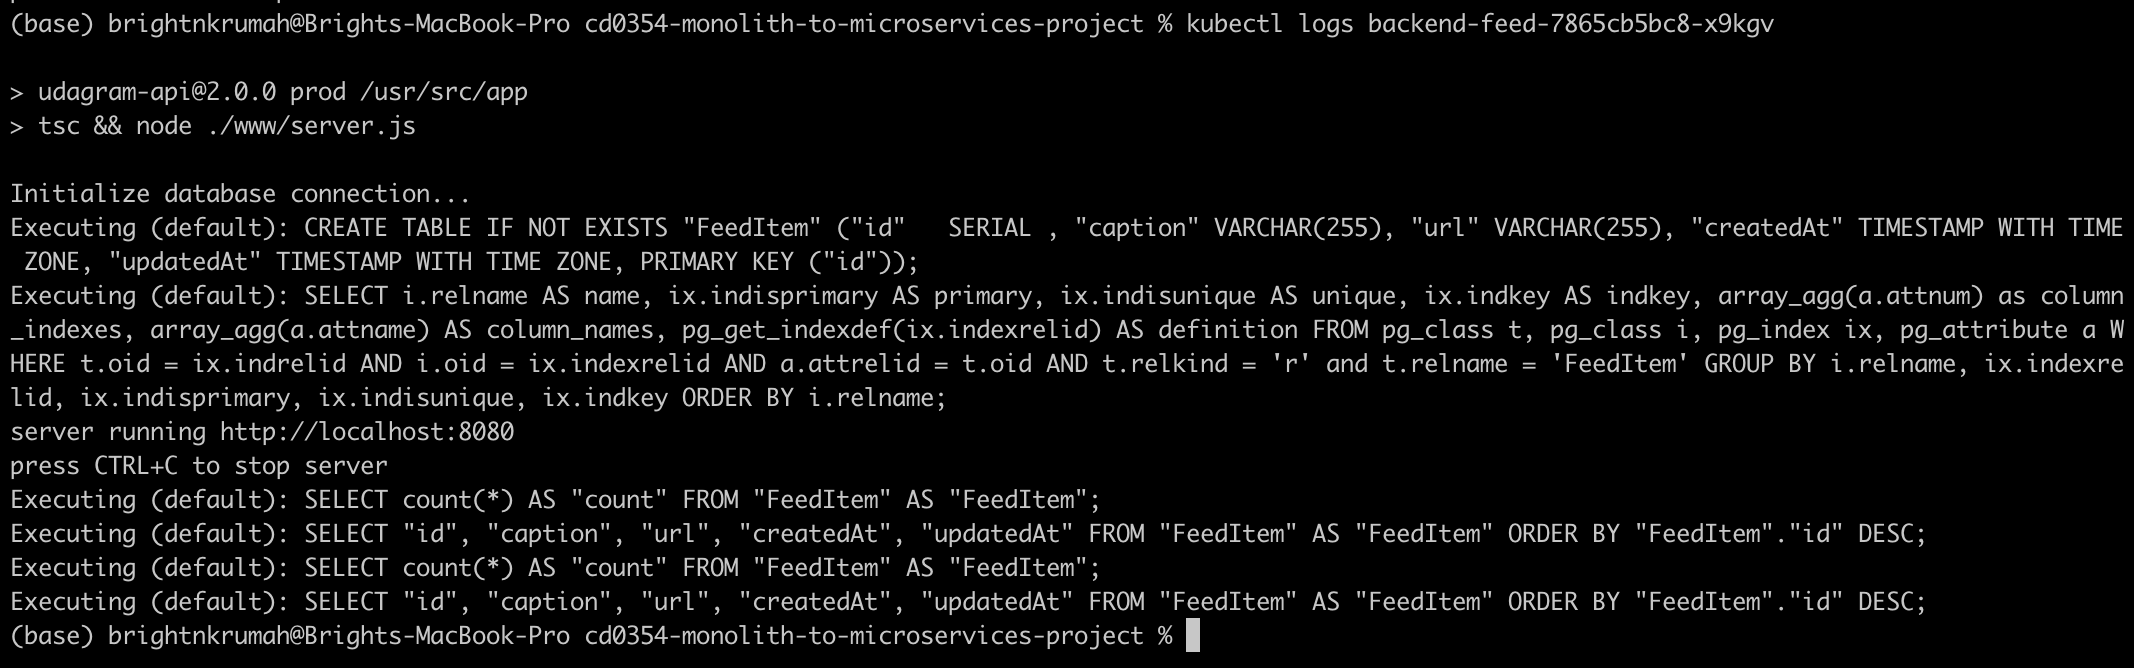 (base) brightnkrumah@Brights-MacBook-Pro cd0354-monolith-to-microservices-project % kubectl logs backend-feed-7865cb5bc8-x9kgv
> udagram-api@2.0.0 prod /usr/src/app
> tsc && node ./www/server.js
Initialize database connection...
Executing (default): CREATE TABLE IF NOT EXISTS "FeedItem" ("id"   SERIAL , "caption" VARCHAR(255), "url" VARCHAR(255), "createdAt" TIMESTAMP WITH TIME
 ZONE, "updatedAt" TIMESTAMP WITH TIME ZONE, PRIMARY KEY ("id"));
Executing (default): SELECT i.relname AS name, ix.indisprimary AS primary, ix.indisunique AS unique, ix.indkey AS indkey, array_agg(a.attnum) as column
_indexes, array_agg(a.attname) AS column_names, pg_get_indexdef(ix.indexrelid) AS definition FROM pg_class t, pg_class i, pg_index ix, pg_attribute a W
HERE t.oid = ix.indrelid AND i.oid = ix.indexrelid AND a.attrelid = t.oid AND t.relkind = 'r' and t.relname = 'FeedItem' GROUP BY i.relname, ix.indexre
lid, ix.indisprimary, ix.indisunique, ix.indkey ORDER BY i.relname;
server running http://localhost:8080
press CTRL+C to stop server
Executing (default): SELECT count(*) AS "count" FROM "FeedItem" AS "FeedItem";
Executing (default): SELECT "id", "caption", "url", "createdAt", "updatedAt" FROM "FeedItem" AS "FeedItem" ORDER BY "FeedItem"."id" DESC;
Executing (default): SELECT count(*) AS "count" FROM "FeedItem" AS "FeedItem";
Executing (default): SELECT "id", "caption", "url", "createdAt", "updatedAt" FROM "FeedItem" AS "FeedItem" ORDER BY "FeedItem"."id" DESC;
(base) brightnkrumah@Brights-MacBook-Pro cd0354-monolith-to-microservices-project %